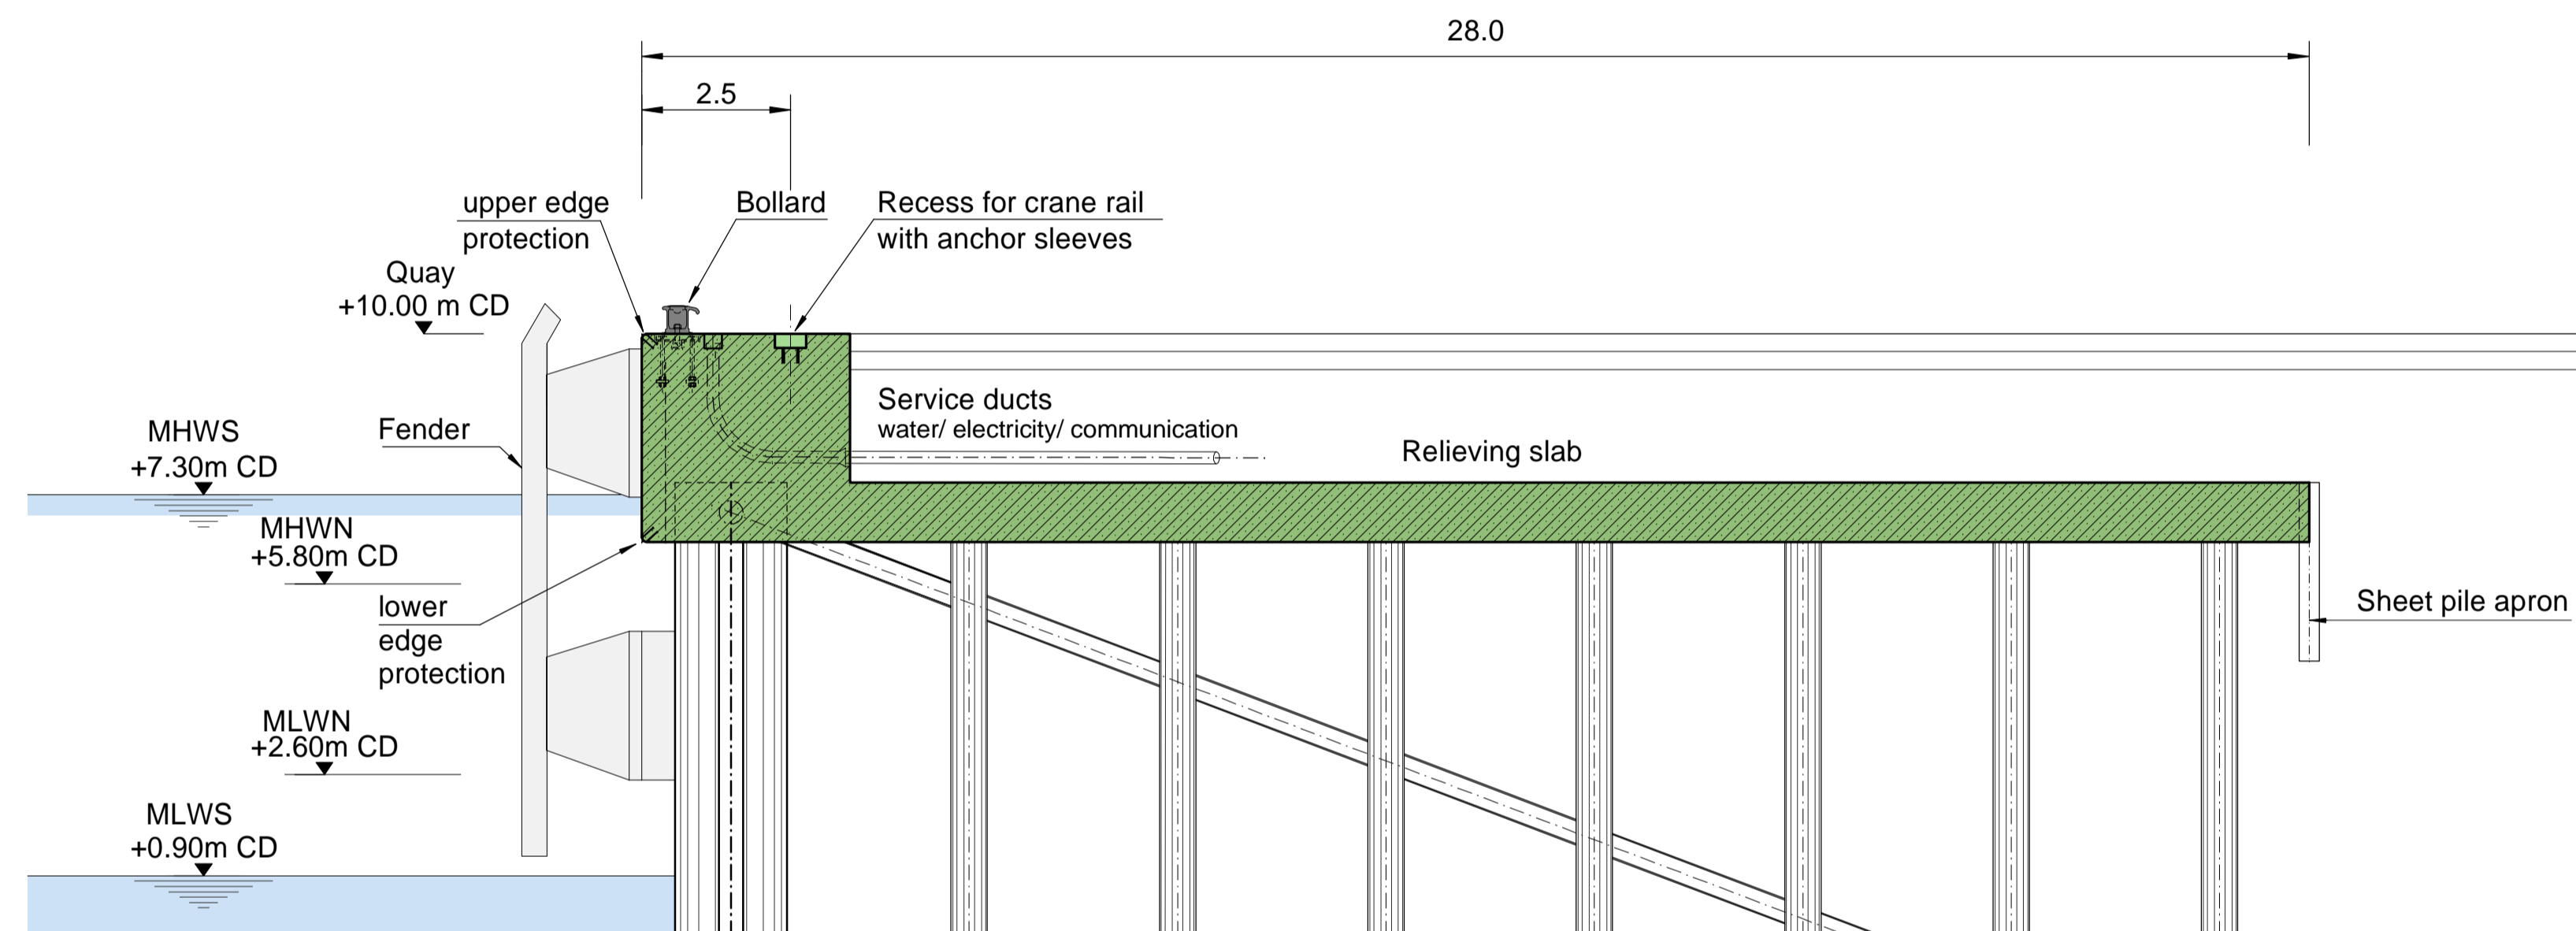 28.0
2.5
upper edge
protection
Bollard
Recess for crane rail
with anchor sleeves
Quay
+10.00 m CD
Service ducts
water/ electricity/ communication
Relieving slab
Fender
MHWS
+7.30m CD
MHWN
+5.80m CD
lower
edge
protection
Sheet pile apron
MLWN
+2.60m CD
MLWS
+0.90m CD